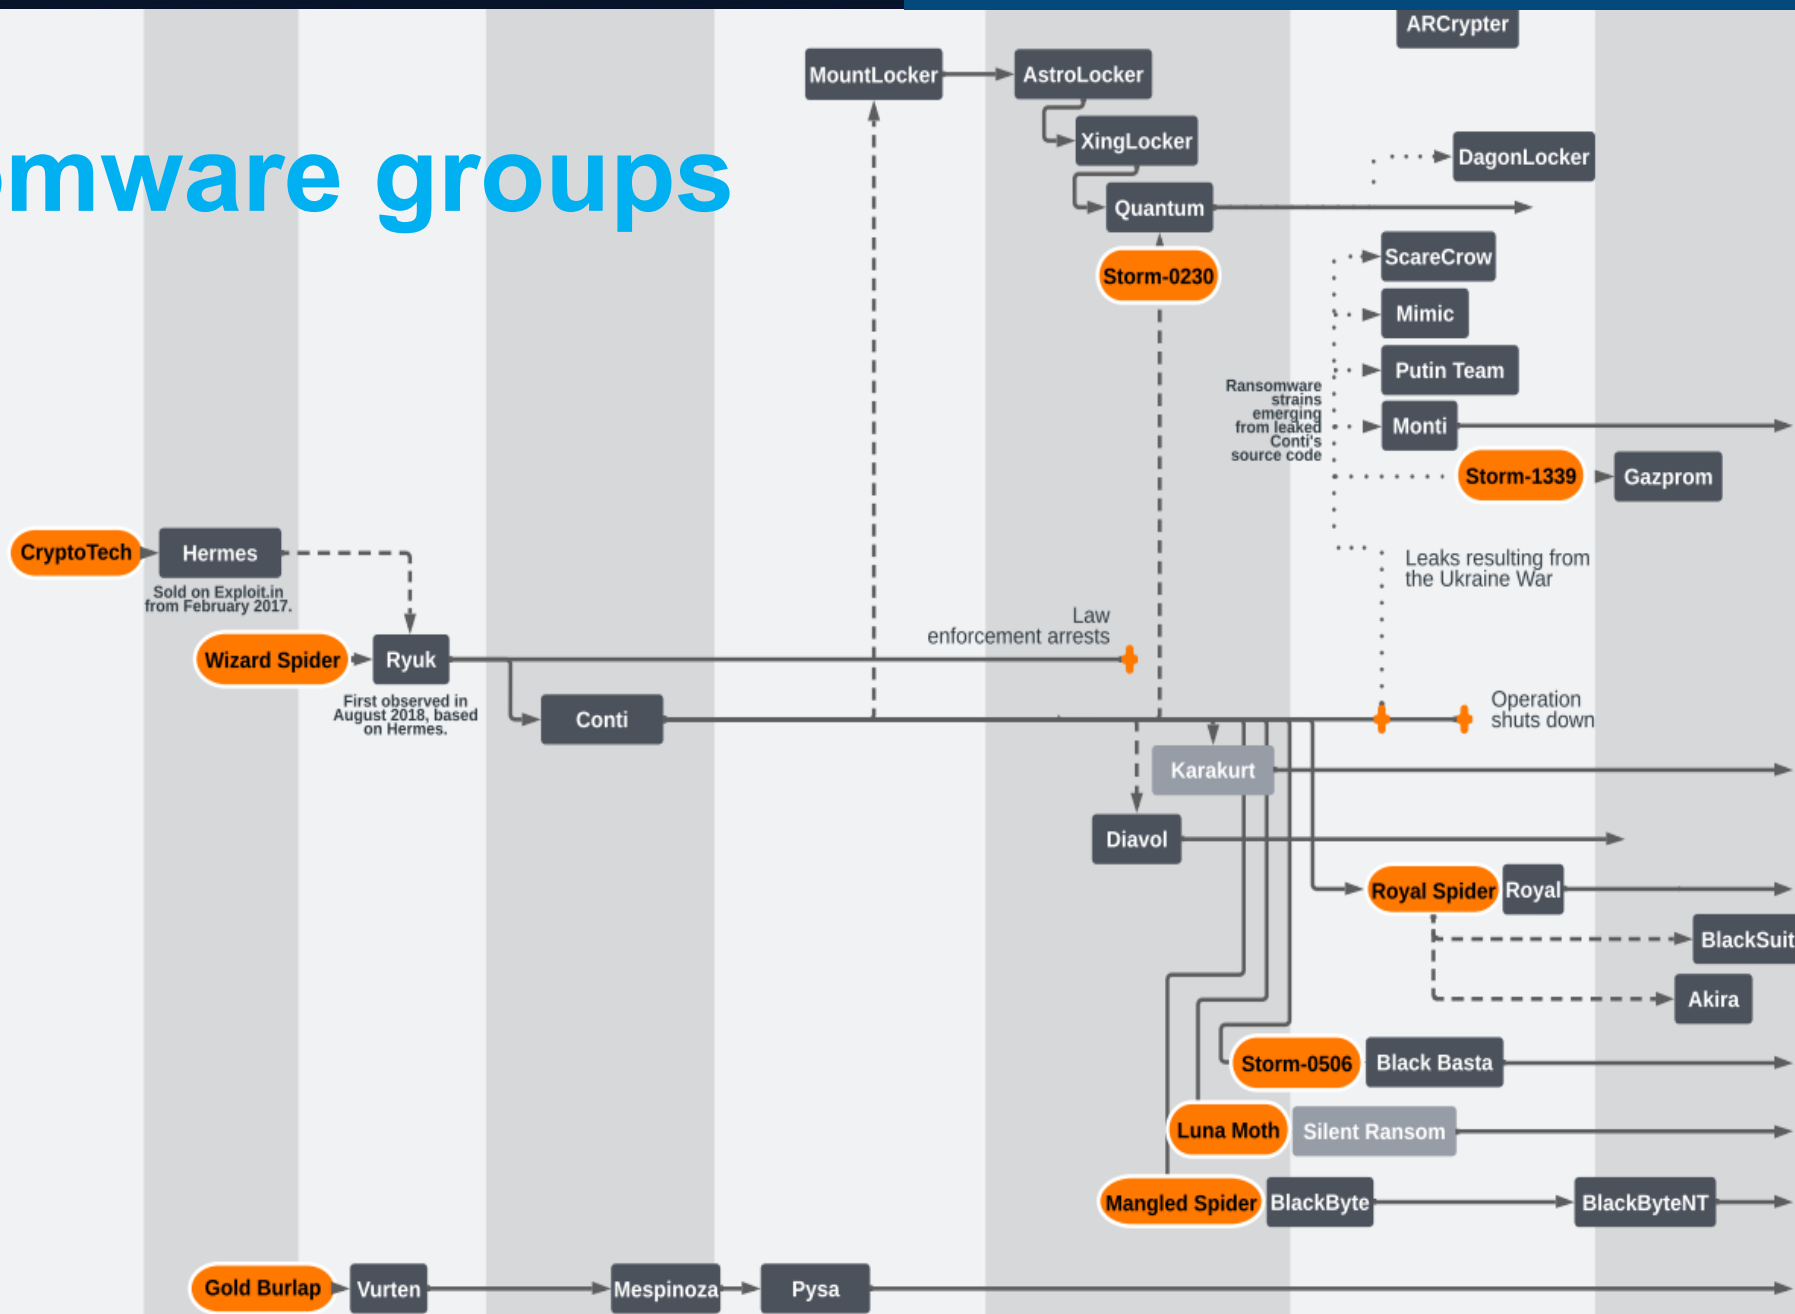 ARCrypter
MountLocker
AstroLocker
XingLocker
omware groups
DagonLocker
Quantum
ScareCrow
Storm-0230
Mimic
Putin Team
Ransomware
strains
emerging
from leaked
Conti's
source code
Monti
Storm-1339
Gazprom
CryptoTech
Hermes
Sold on Exploit.in
from February 2017.
Leaks resulting from
the Ukraine War
Law
enforcement arrests
Wizard Spider
Ryuk
First observed in
August 2018, based
on Hermes.
Conti
Operation
shuts down
Karakurt
Diavol
Royal Spider
Royal
BlackSuit
Akira
Storm-0506
Black Basta
Luna Moth
Silent Ransom
Mangled Spider
BlackByte
BlackByteNT
Gold Burlap
Vurten
Mespinoza
Pysa